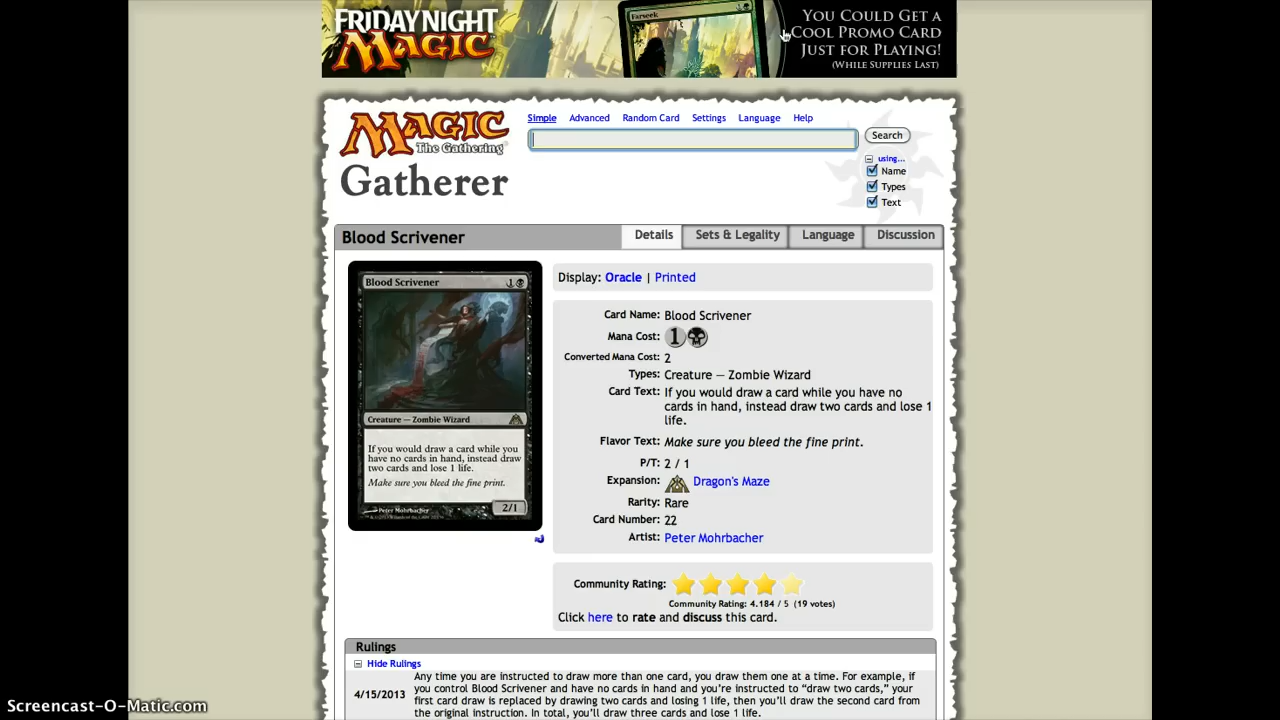 FRIDAY NIGHT
MAGIC
Farseek
YOU COULD GET A
COOL PROMO CARD
JUST FOR PLAYING!
(WHILE SUPPLIES LAST)
MAGIC
The Gathering
Gatherer
Simple Advanced Random Card Settings Language Help
Search
using...
Name
Types
Text
Blood Scrivener
Details Sets & Legality Language Discussion
Blood Scrivener 1
Creature — Zombie Wizard
If you would draw a card while you
have no cards in hand, instead draw
two cards and lose 1 life.
Make sure you bleed the fine print.
2/1
Peter Mohrbacher
Display: Oracle | Printed
Card Name: Blood Scrivener
Mana Cost: 1
Converted Mana Cost: 2
Types: Creature — Zombie Wizard
Card Text: If you would draw a card while you have no
cards in hand, instead draw two cards and lose 1
life.
Flavor Text: Make sure you bleed the fine print.
P/T: 2 / 1
Expansion: Dragon's Maze
Rarity: Rare
Card Number: 22
Artist: Peter Mohrbacher
Community Rating:
Community Rating: 4.184 / 5 (19 votes)
Click here to rate and discuss this card.
Rulings
Hide Rulings
4/15/2013
Any time you are instructed to draw more than one card, you draw them one at a time. For example, if
you control Blood Scrivener and have no cards in hand and you're instructed to "draw two cards," your
first card draw is replaced by drawing two cards and losing 1 life, then you'll draw the second card from
the original instruction. In total, you'll draw three cards and lose 1 life.
Screencast-O-Matic.com